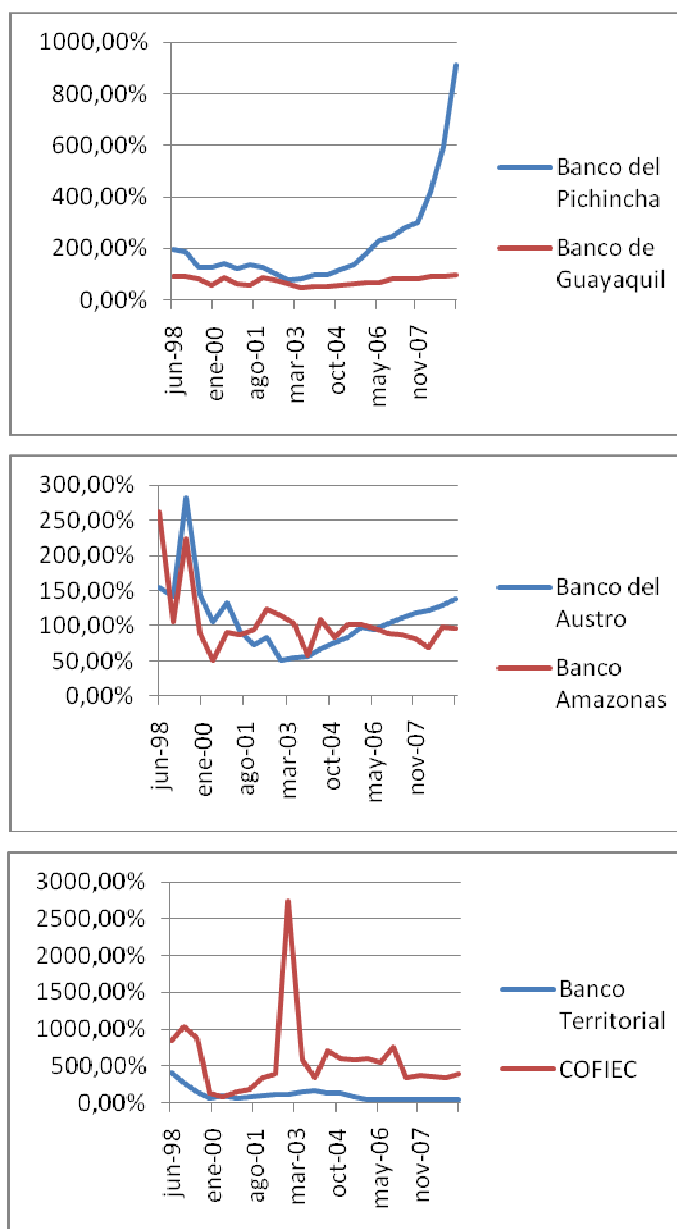 1000,00%
800,00%
600,00%
400,00%
200,00%
0,00%
jun-98
ene-00
ago-01
mar-03
oct-04
may-06
nov-07
Banco del
Pichincha
Banco de
Guayaquil
300,00%
250,00%
200,00%
150,00%
100,00%
50,00%
0,00%
jun-98
ene-00
ago-01
mar-03
oct-04
may-06
nov-07
Banco del
Austro
Banco
Amazonas
3000,00%
2500,00%
2000,00%
1500,00%
1000,00%
500,00%
0,00%
jun-98
ene-00
ago-01
mar-03
oct-04
may-06
nov-07
Banco
Territorial
COFIEC